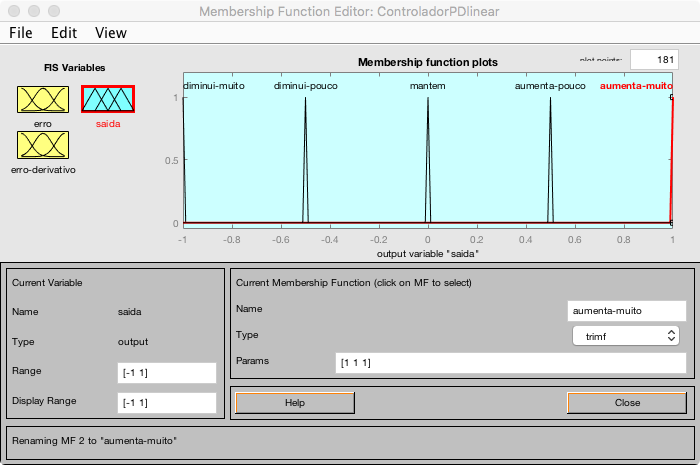 Membership Function Editor: ControladorPDlinear
File Edit View
FIS Variables
Membership function plots
plot points: 181
erro
saida
erro-derivativo
diminui-muito diminui-pouco mantem aumenta-pouco aumenta-muito
1
0.5
0
-1 -0.8 -0.6 -0.4 -0.2 0 0.2 0.4 0.6 0.8 1
output variable "saida"
Current Variable
Name saida
Type output
Range [-1 1]
Display Range [-1 1]
Current Membership Function (click on MF to select)
Name aumenta-muito
Type trimf
Params [1 1 1]
Help Close
Renaming MF 2 to "aumenta-muito"